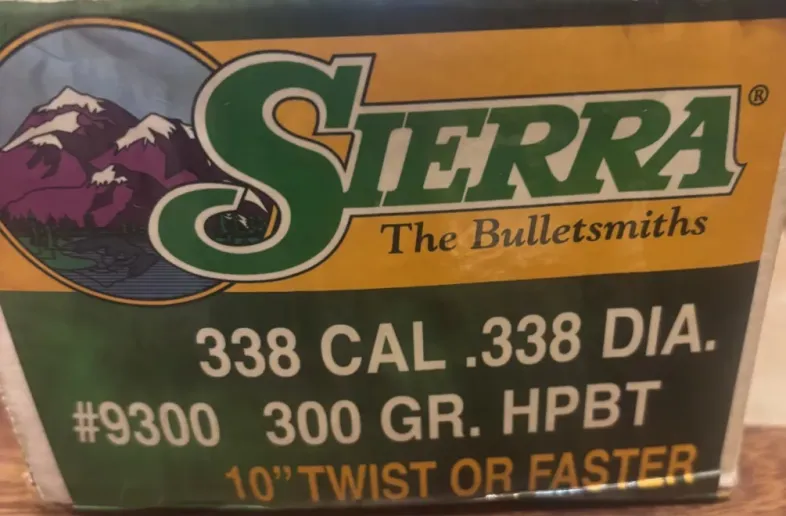 SIERRA®
The Bulletsmiths
338 CAL .338 DIA.
#9300 300 GR. HPBT
10" TWIST OR FASTER